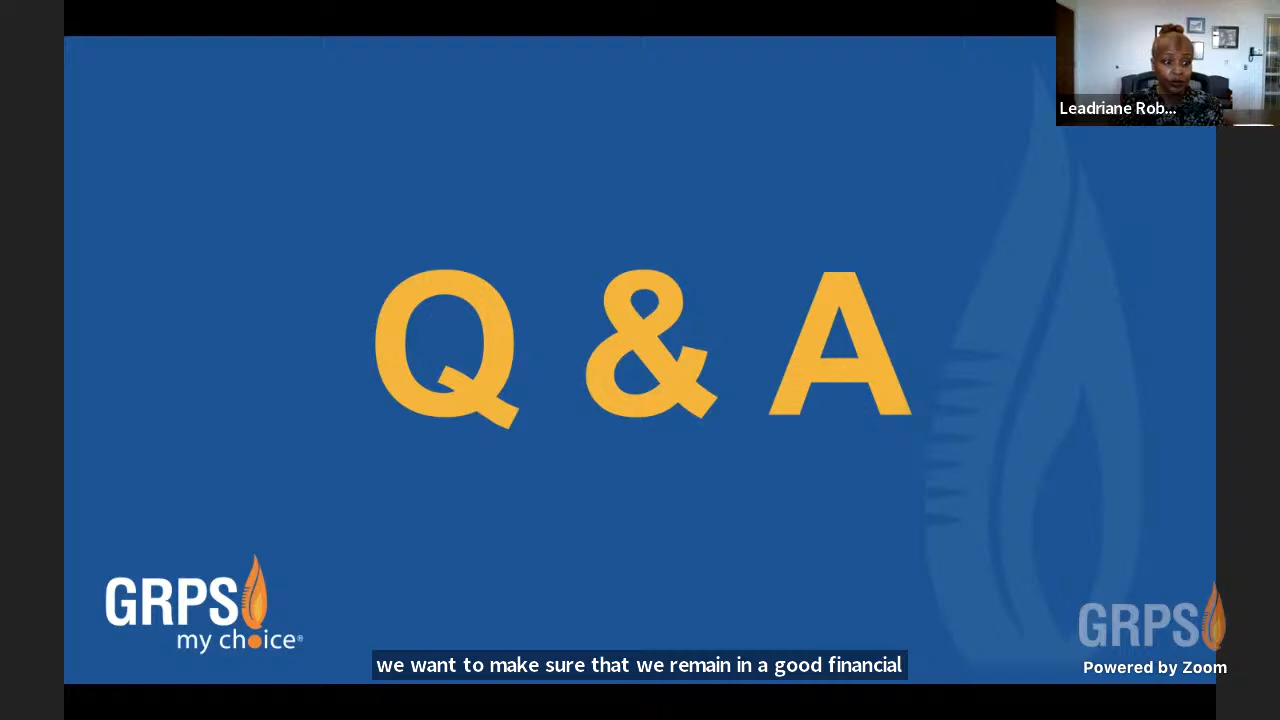 Leadriane Rob...
Q & A
GRPS
my choice®
we want to make sure that we remain in a good financial
GRPS
Powered by Zoom